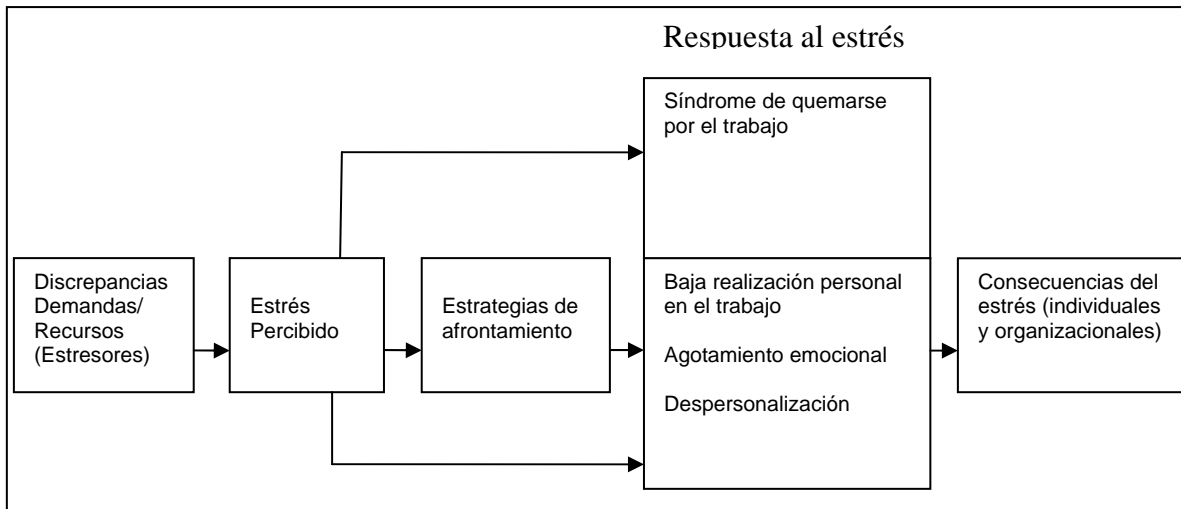 Respuesta al estrés
Síndrome de quemarse
por el trabajo
Discrepancias
Demandas/
Recursos
(Estresores)
Estrés
Percibido
Estrategias de
afrontamiento
Baja realización personal
en el trabajo
Agotamiento emocional
Despersonalización
Consecuencias del
estrés (individuales
y organizacionales)